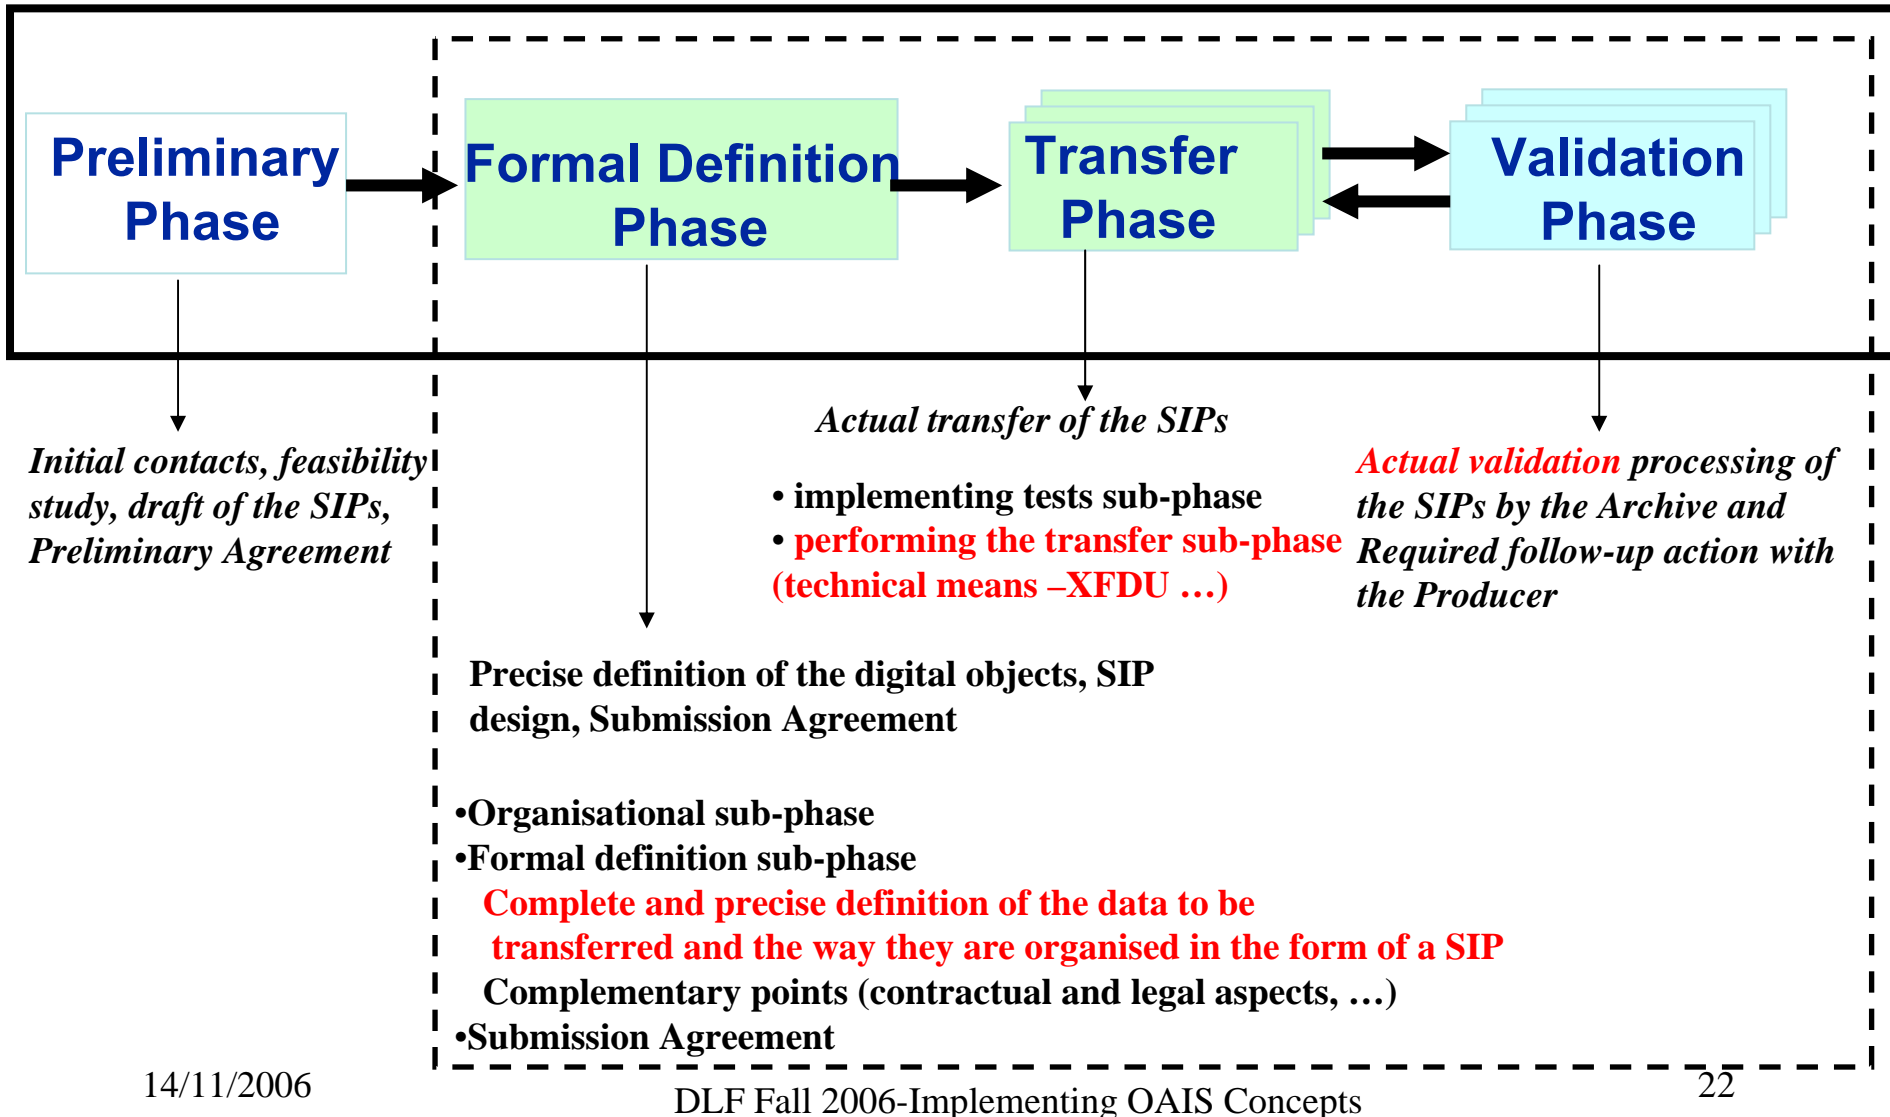 Preliminary
Phase
Formal Definition
Phase
Transfer
Phase
Validation
Phase
Initial contacts, feasibility
study, draft of the SIPs,
Preliminary Agreement
Actual transfer of the SIPs
• implementing tests sub-phase
• performing the transfer sub-phase
(technical means –XFDU …)
Actual validation processing of
the SIPs by the Archive and
Required follow-up action with
the Producer
Precise definition of the digital objects, SIP
design, Submission Agreement
•Organisational sub-phase
•Formal definition sub-phase
Complete and precise definition of the data to be
transferred and the way they are organised in the form of a SIP
Complementary points (contractual and legal aspects, …)
•Submission Agreement
14/11/2006
DLF Fall 2006-Implementing OAIS Concepts
22